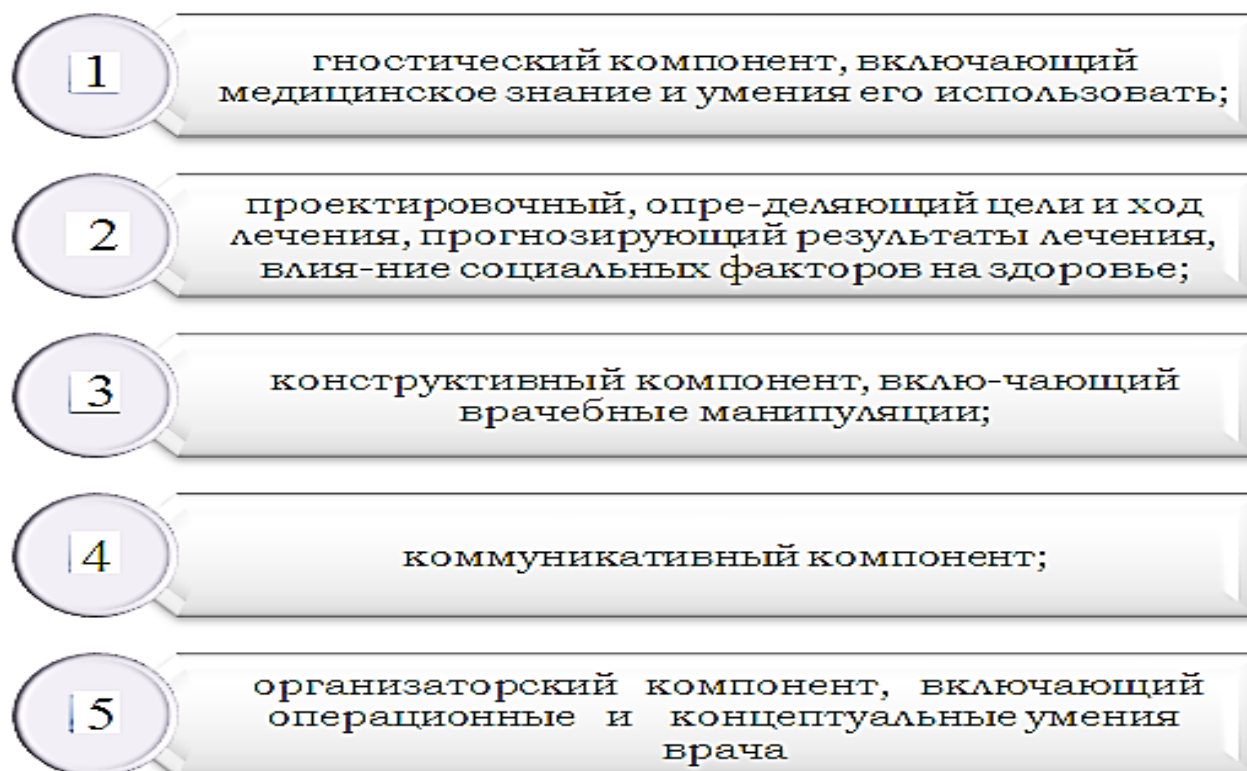 1
гностический компонент, включающий
медицинское знание и умения его использовать;
2
проектировочный, опре-деляющий цели и ход
лечения, прогнозирующий результаты лечения,
влия-ние социальных факторов на здоровье;
3
конструктивный компонент, вклю-чающий
врачебные манипуляции;
4
коммуникативный компонент;
5
организаторский компонент, включающий
операционные и концептуальные умения
врача